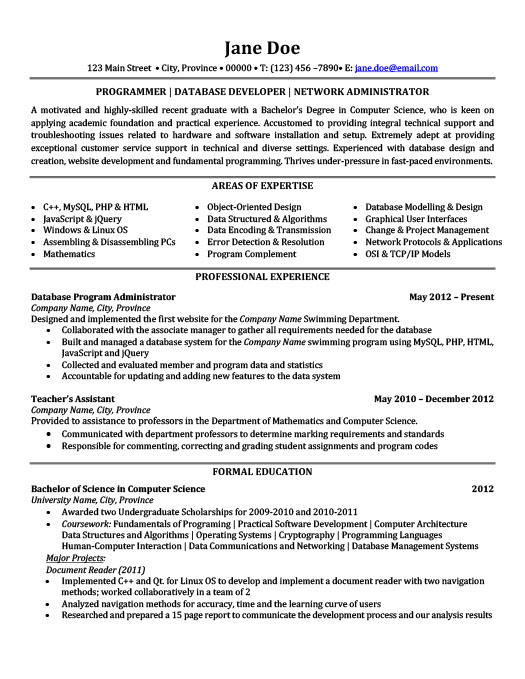 Jane Doe
123 Main Street • City, Province • 00000 • T: (123) 456 –7890• E: jane.doe@email.com
PROGRAMMER | DATABASE DEVELOPER | NETWORK ADMINISTRATOR
A motivated and highly-skilled recent graduate with a Bachelor's Degree in Computer Science, who is keen on
applying academic foundation and practical experience. Accustomed to providing integral technical support and
troubleshooting issues related to hardware and software installation and setup. Extremely adept at providing
exceptional customer service support in technical and diverse settings. Experienced with database design and
creation, website development and fundamental programming. Thrives under-pressure in fast-paced environments.
AREAS OF EXPERTISE
• C++, MySQL, PHP & HTML
• JavaScript & jQuery
• Windows & Linux OS
• Assembling & Disassembling PCs
• Mathematics
• Object-Oriented Design
• Data Structured & Algorithms
• Data Encoding & Transmission
• Error Detection & Resolution
• Program Complement
• Database Modelling & Design
• Graphical User Interfaces
• Change & Project Management
• Network Protocols & Applications
• OSI & TCP/IP Models
PROFESSIONAL EXPERIENCE
Database Program Administrator May 2012 – Present
Company Name, City, Province
Designed and implemented the first website for the Company Name Swimming Department.
• Collaborated with the associate manager to gather all requirements needed for the database
• Built and managed a database system for the Company Name swimming program using MySQL, PHP, HTML,
JavaScript and jQuery
• Collected and evaluated member and program data and statistics
• Accountable for updating and adding new features to the data system
Teacher's Assistant May 2010 – December 2012
Company Name, City, Province
Provided to assistance to professors in the Department of Mathematics and Computer Science.
• Communicated with department professors to determine marking requirements and standards
• Responsible for commenting, correcting and grading student assignments and program codes
FORMAL EDUCATION
Bachelor of Science in Computer Science 2012
University Name, City, Province
• Awarded two Undergraduate Scholarships for 2009-2010 and 2010-2011
• Coursework: Fundamentals of Programing | Practical Software Development | Computer Architecture
Data Structures and Algorithms | Operating Systems | Cryptography | Programming Languages
Human-Computer Interaction | Data Communications and Networking | Database Management Systems
Major Projects:
Document Reader (2011)
• Implemented C++ and Qt. for Linux OS to develop and implement a document reader with two navigation
methods; worked collaboratively in a team of 2
• Analyzed navigation methods for accuracy, time and the learning curve of users
• Researched and prepared a 15 page report to communicate the development process and our analysis results